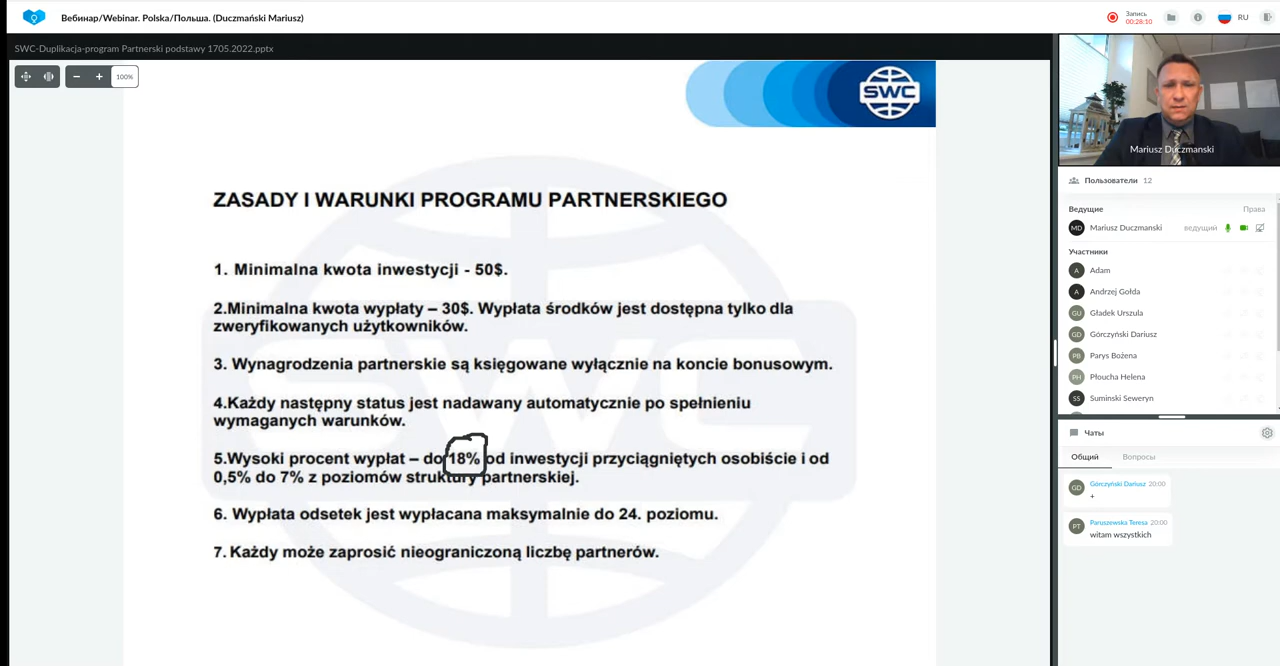 Вебинар/Webinar. Polska/Польша. (Duczmański Mariusz)
Запись
00:28:10
RU
SWC-Duplikacja-program Partnerski podstawy 1705.2022.pptx
100%
SWC
ZASADY I WARUNKI PROGRAMU PARTNERSKIEGO
1. Minimalna kwota inwestycji - 50$.
2.Minimalna kwota wypłaty – 30$. Wypłata środków jest dostępna tylko dla
zweryfikowanych użytkowników.
3. Wynagrodzenia partnerskie są księgowane wyłącznie na koncie bonusowym.
4.Każdy następny status jest nadawany automatycznie po spełnieniu
wymaganych warunków.
5.Wysoki procent wypłat – do 18% od inwestycji przyciągniętych osobiście i od
0,5% do 7% z poziomów struktury partnerskiej.
6. Wypłata odsetek jest wypłacana maksymalnie do 24. poziomu.
7. Każdy może zaprosić nieograniczoną liczbę partnerów.
Mariusz Duczmanski
Пользователи 12
Ведущие Права
MD Mariusz Duczmanski ведущий
Участники
A Adam
A Andrzej Gołda
GU Gładek Urszula
GD Górczyński Dariusz
PB Parys Bożena
PH Płoucha Helena
SS Suminski Seweryn
Чаты
Общий Вопросы
GD Górczyński Dariusz 20:00
+
PT Paruszewska Teresa 20:00
witam wszystkich